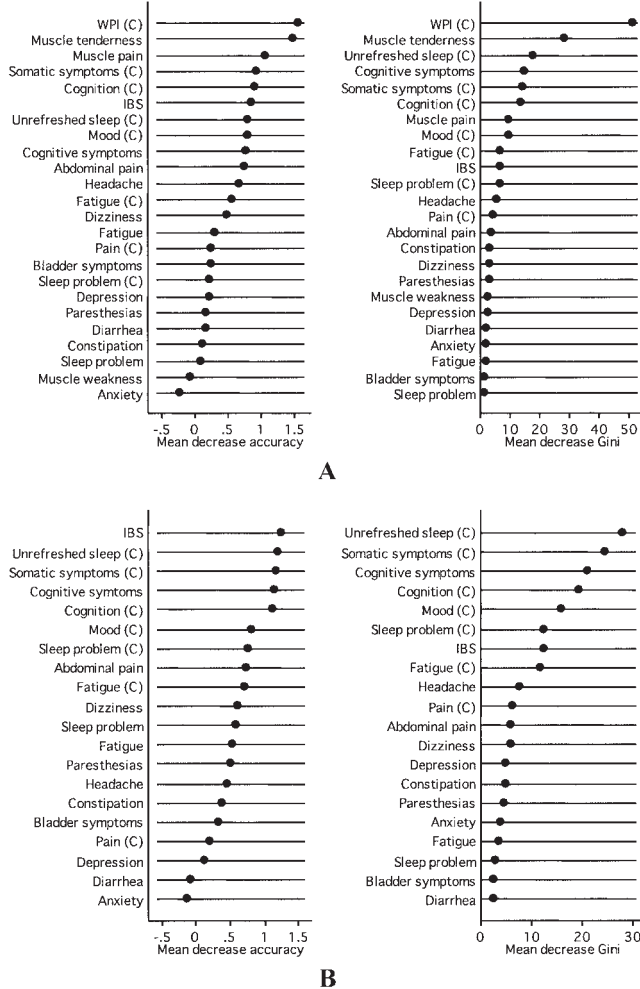 WPI (C)
Muscle tenderness
Muscle pain
Somatic symptoms (C)
Cognition (C)
IBS
Unrefreshed sleep (C)
Mood (C)
Cognitive symptoms
Abdominal pain
Headache
Fatigue (C)
Dizziness
Fatigue
Pain (C)
Bladder symptoms
Sleep problem (C)
Depression
Paresthesias
Diarrhea
Constipation
Sleep problem
Muscle weakness
Anxiety
-.5 0 .5 1 1.5
Mean decrease accuracy
WPI (C)
Muscle tenderness
Unrefreshed sleep (C)
Cognitive symptoms
Somatic symptoms (C)
Cognition (C)
Muscle pain
Mood (C)
Fatigue (C)
IBS
Sleep problem (C)
Headache
Pain (C)
Abdominal pain
Constipation
Dizziness
Paresthesias
Muscle weakness
Depression
Diarrhea
Anxiety
Fatigue
Bladder symptoms
Sleep problem
0 10 20 30 40 50
Mean decrease Gini
A
IBS
Unrefreshed sleep (C)
Somatic symptoms (C)
Cognitive symtoms
Cognition (C)
Mood (C)
Sleep problem (C)
Abdominal pain
Fatigue (C)
Dizziness
Sleep problem
Fatigue
Paresthesias
Headache
Constipation
Bladder symptoms
Pain (C)
Depression
Diarrhea
Anxiety
-.5 0 .5 1 1.5
Mean decrease accuracy
Unrefreshed sleep (C)
Somatic symptoms (C)
Cognitive symptoms
Cognition (C)
Mood (C)
Sleep problem (C)
IBS
Fatigue (C)
Headache
Pain (C)
Abdominal pain
Dizziness
Depression
Constipation
Paresthesias
Anxiety
Fatigue
Sleep problem
Bladder symptoms
Diarrhea
0 10 20 30
Mean decrease Gini
B